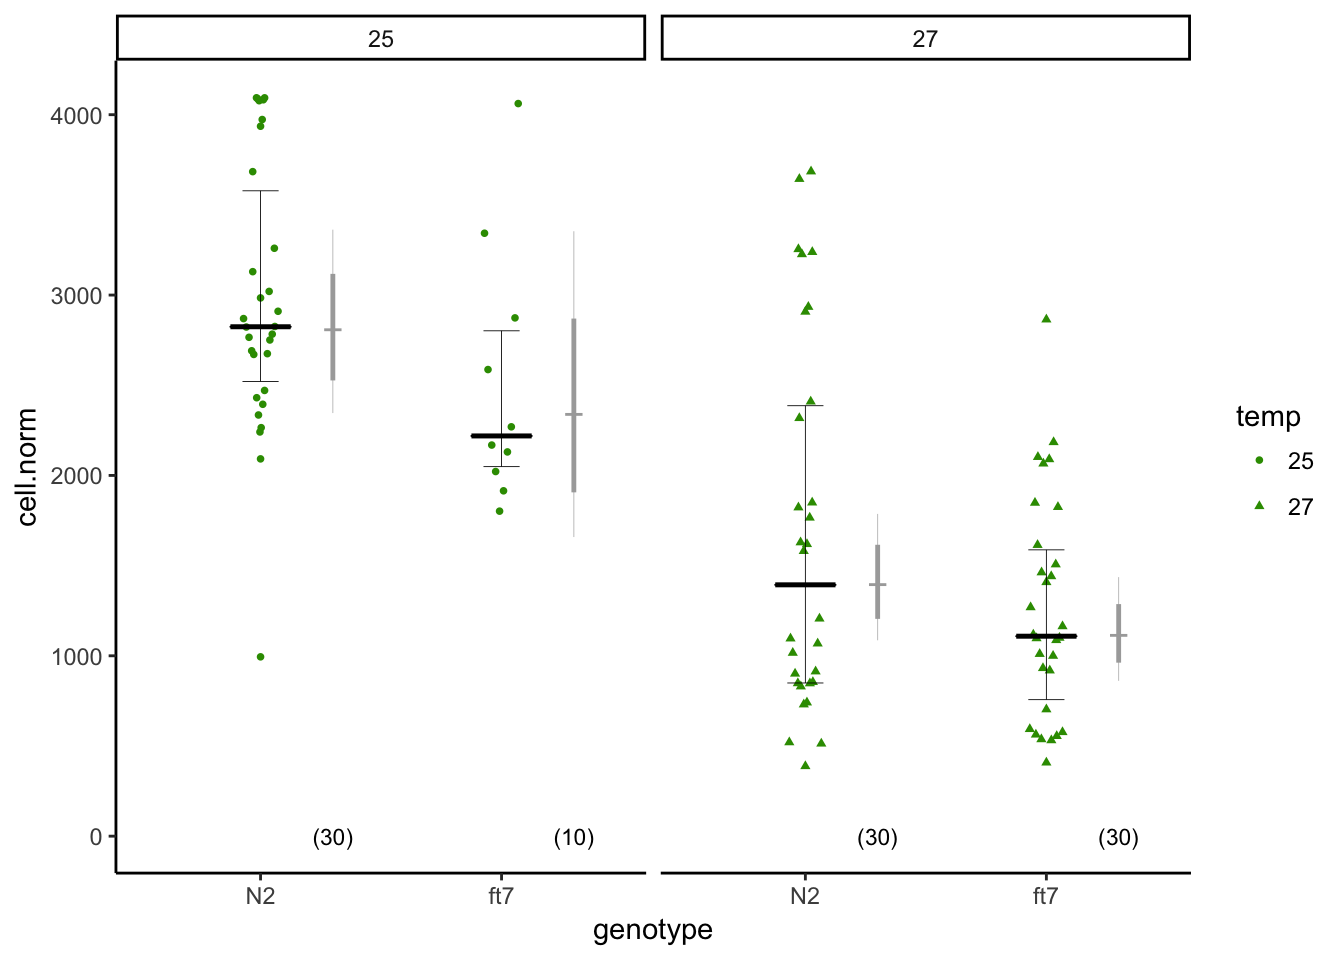 25
27
4000
3000
2000
1000
0
cell.norm
(30)
(10)
(30)
(30)
N2
ft7
N2
ft7
genotype
temp
25
27